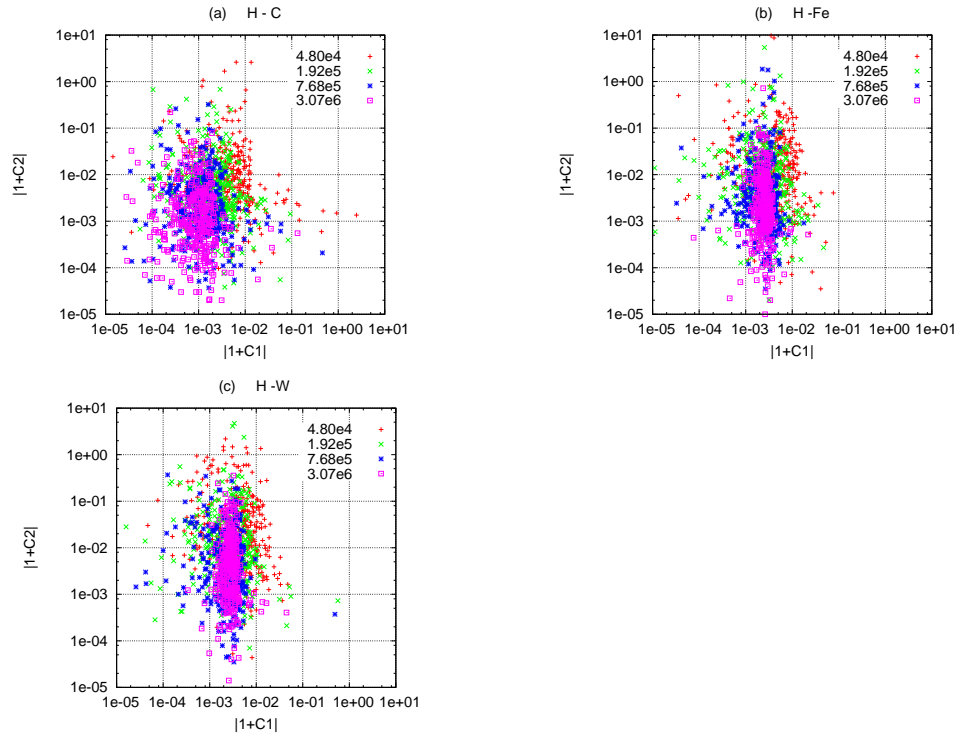 (a) H - C
1e+01
1e+00
1e-01
1e-02
1e-03
1e-04
1e-05
|1+C2|
4.80e4
1.92e5
7.68e5
3.07e6
1e-05 1e-04 1e-03 1e-02 1e-01 1e+00 1e+01
|1+C1|
(b) H -Fe
1e+01
1e+00
1e-01
1e-02
1e-03
1e-04
1e-05
|1+C2|
4.80e4
1.92e5
7.68e5
3.07e6
1e-05 1e-04 1e-03 1e-02 1e-01 1e+00 1e+01
|1+C1|
(c) H -W
1e+01
1e+00
1e-01
1e-02
1e-03
1e-04
1e-05
|1+C2|
4.80e4
1.92e5
7.68e5
3.07e6
1e-05 1e-04 1e-03 1e-02 1e-01 1e+00 1e+01
|1+C1|